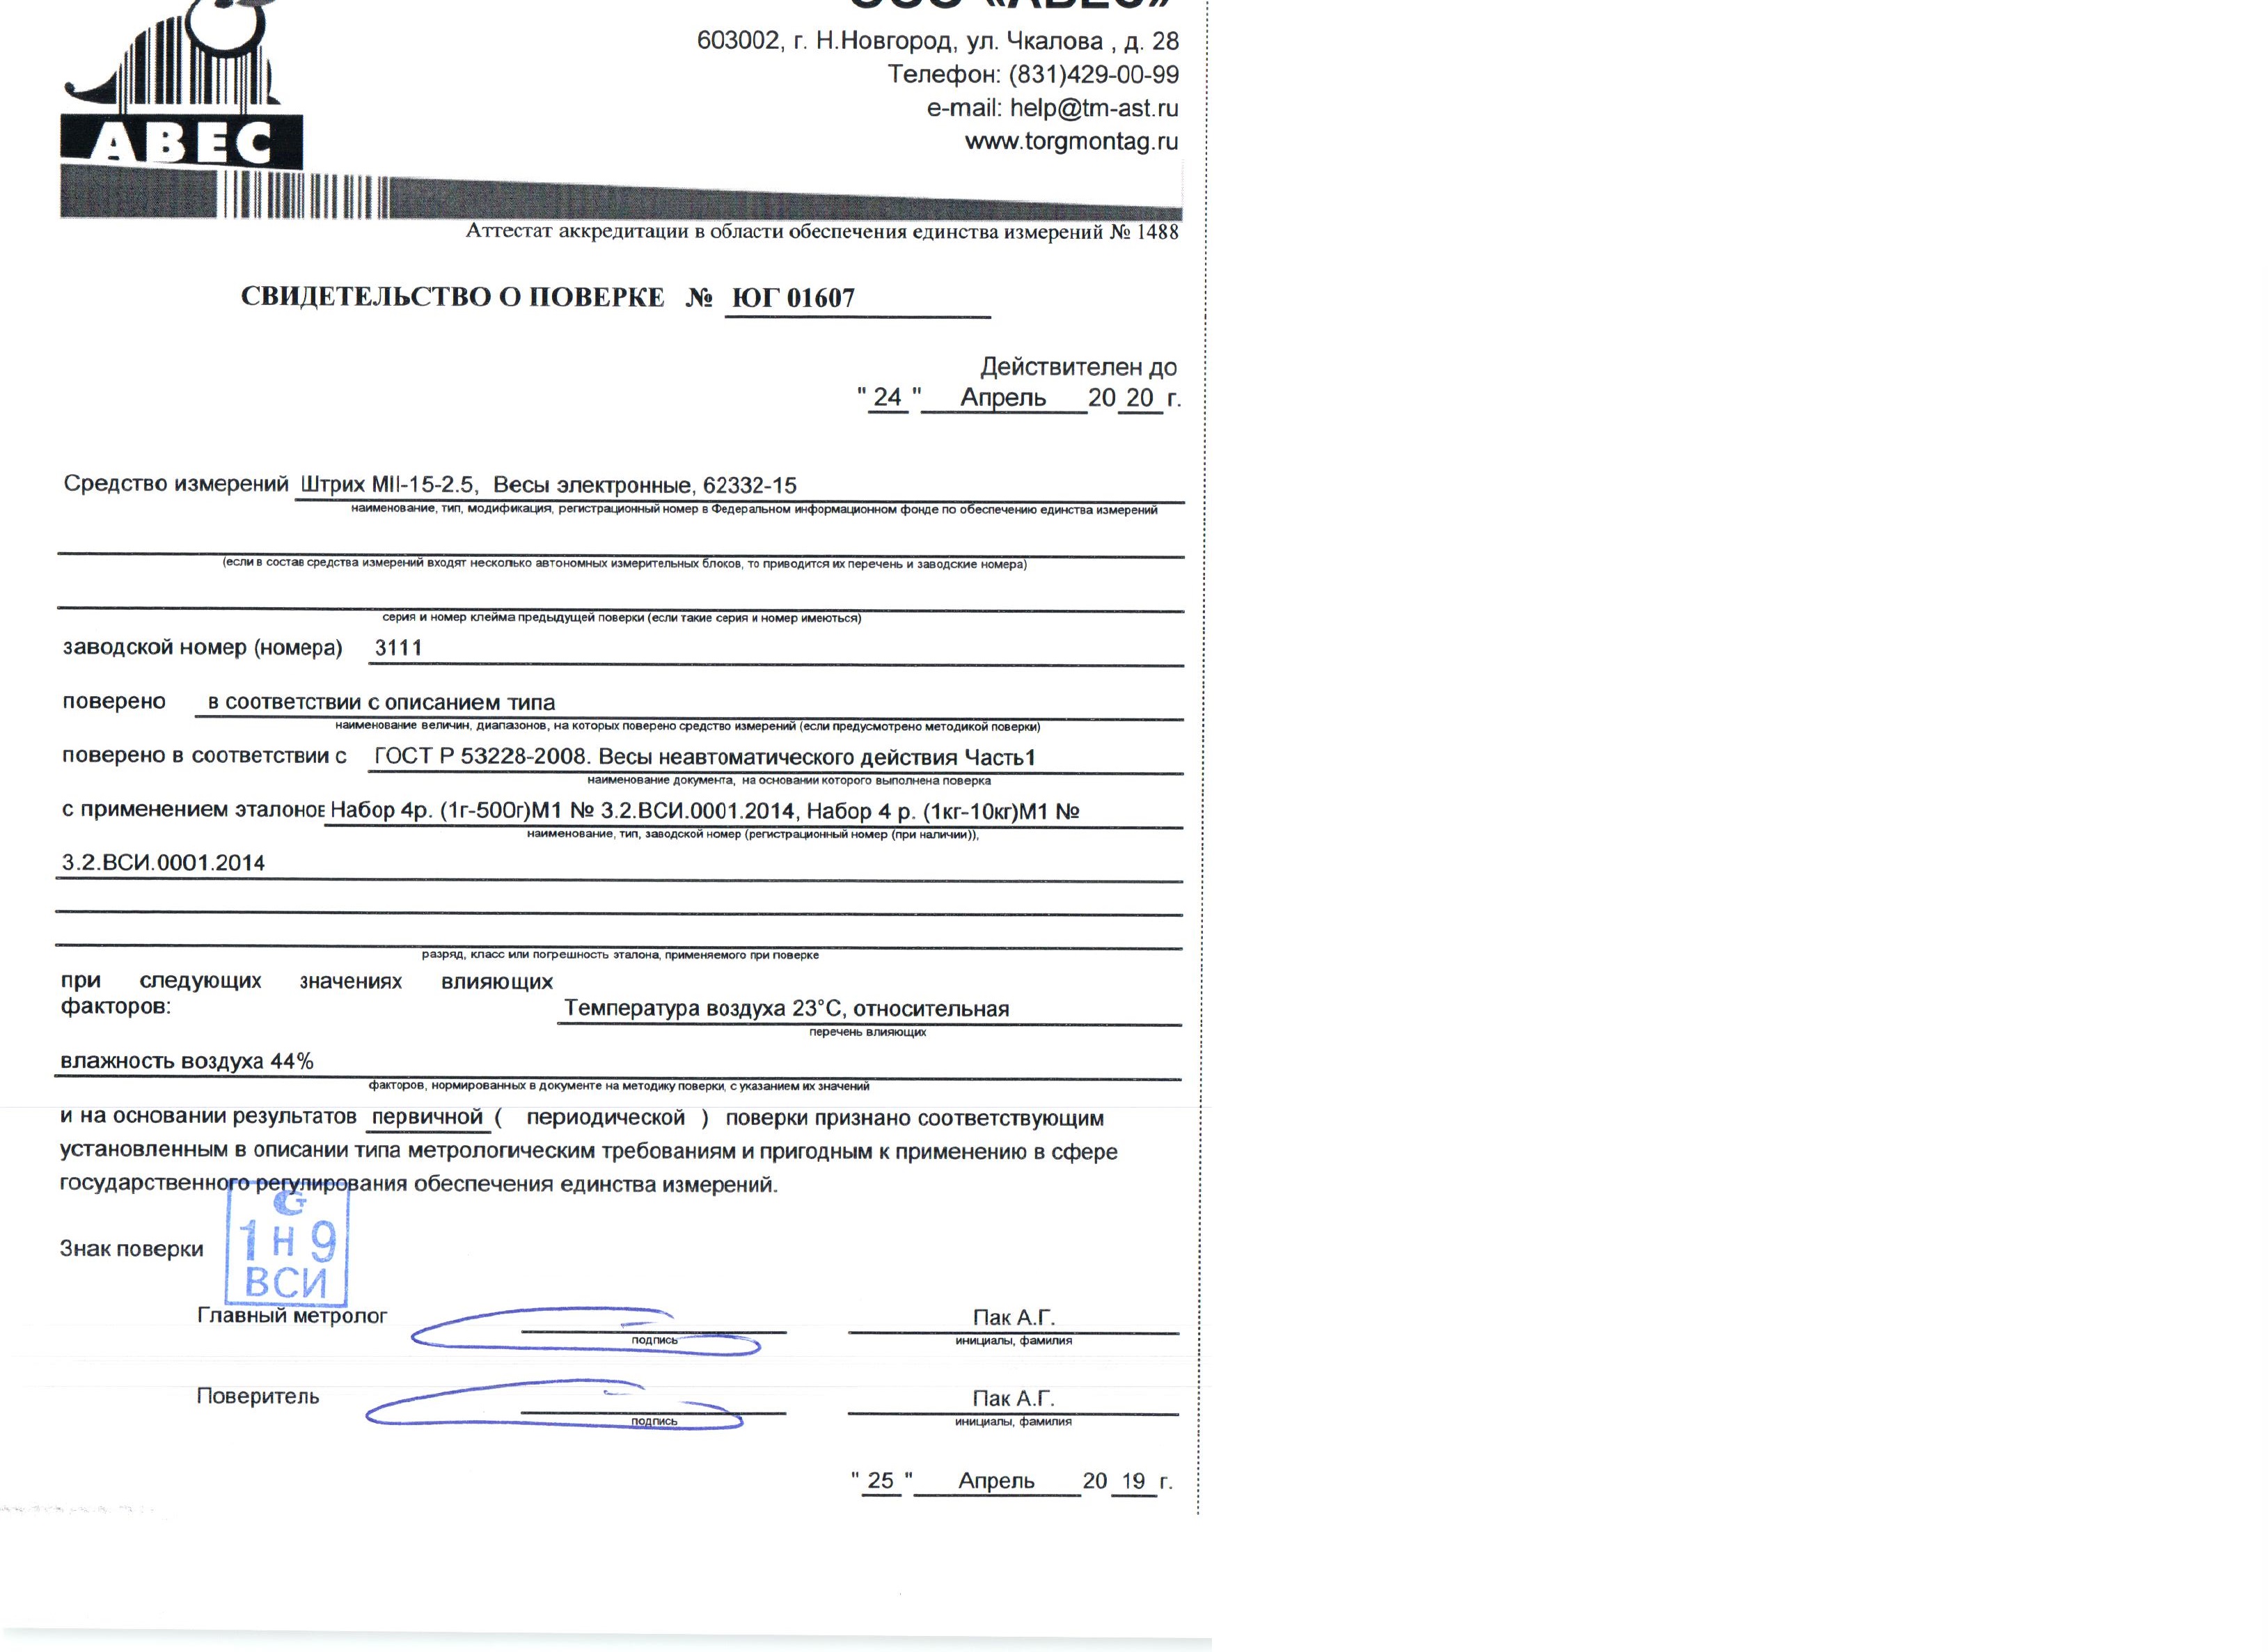 ООО «АВЕС»
603002, г. Н.Новгород, ул. Чкалова , д. 28
Телефон: (831)429-00-99
e-mail: help@tm-ast.ru
www.torgmontag.ru
АВЕС
Аттестат аккредитации в области обеспечения единства измерений № 1488
СВИДЕТЕЛЬСТВО О ПОВЕРКЕ № ЮГ 01607
Действителен до
" 24 " Апрель 20 20 г.
Средство измерений Штрих МII-15-2.5, Весы электронные, 62332-15
наименование, тип, модификация, регистрационный номер в Федеральном информационном фонде по обеспечению единства измерений
(если в состав средства измерений входят несколько автономных измерительных блоков, то приводится их перечень и заводские номера)
серия и номер клейма предыдущей поверки (если такие серия и номер имеються)
заводской номер (номера) 3111
поверено в соответствии с описанием типа
наименование величин, диапазонов, на которых поверено средство измерений (если предусмотрено методикой поверки)
поверено в соответствии с ГОСТ Р 53228-2008. Весы неавтоматического действия Часть1
наименование документа, на основании которого выполнена поверка
с применением эталонов Набор 4р. (1г-500г)М1 № 3.2.ВСИ.0001.2014, Набор 4 р. (1кг-10кг)М1 №
наименование, тип, заводской номер (регистрационный номер (при наличии)),
3.2.ВСИ.0001.2014
разряд, класс или погрешность эталона, применяемого при поверке
при следующих значениях влияющих
факторов: Температура воздуха 23°С, относительная
перечень влияющих
влажность воздуха 44%
факторов, нормированных в документе на методику поверки, с указанием их значений
и на основании результатов первичной ( периодической ) поверки признано соответствующим
установленным в описании типа метрологическим требованиям и пригодным к применению в сфере
государственного регулирования обеспечения единства измерений.
1 Н 9
ВСИ
Знак поверки
Главный метролог Пак А.Г.
подпись инициалы, фамилия
Поверитель Пак А.Г.
подпись инициалы, фамилия
" 25 " Апрель 20 19 г.